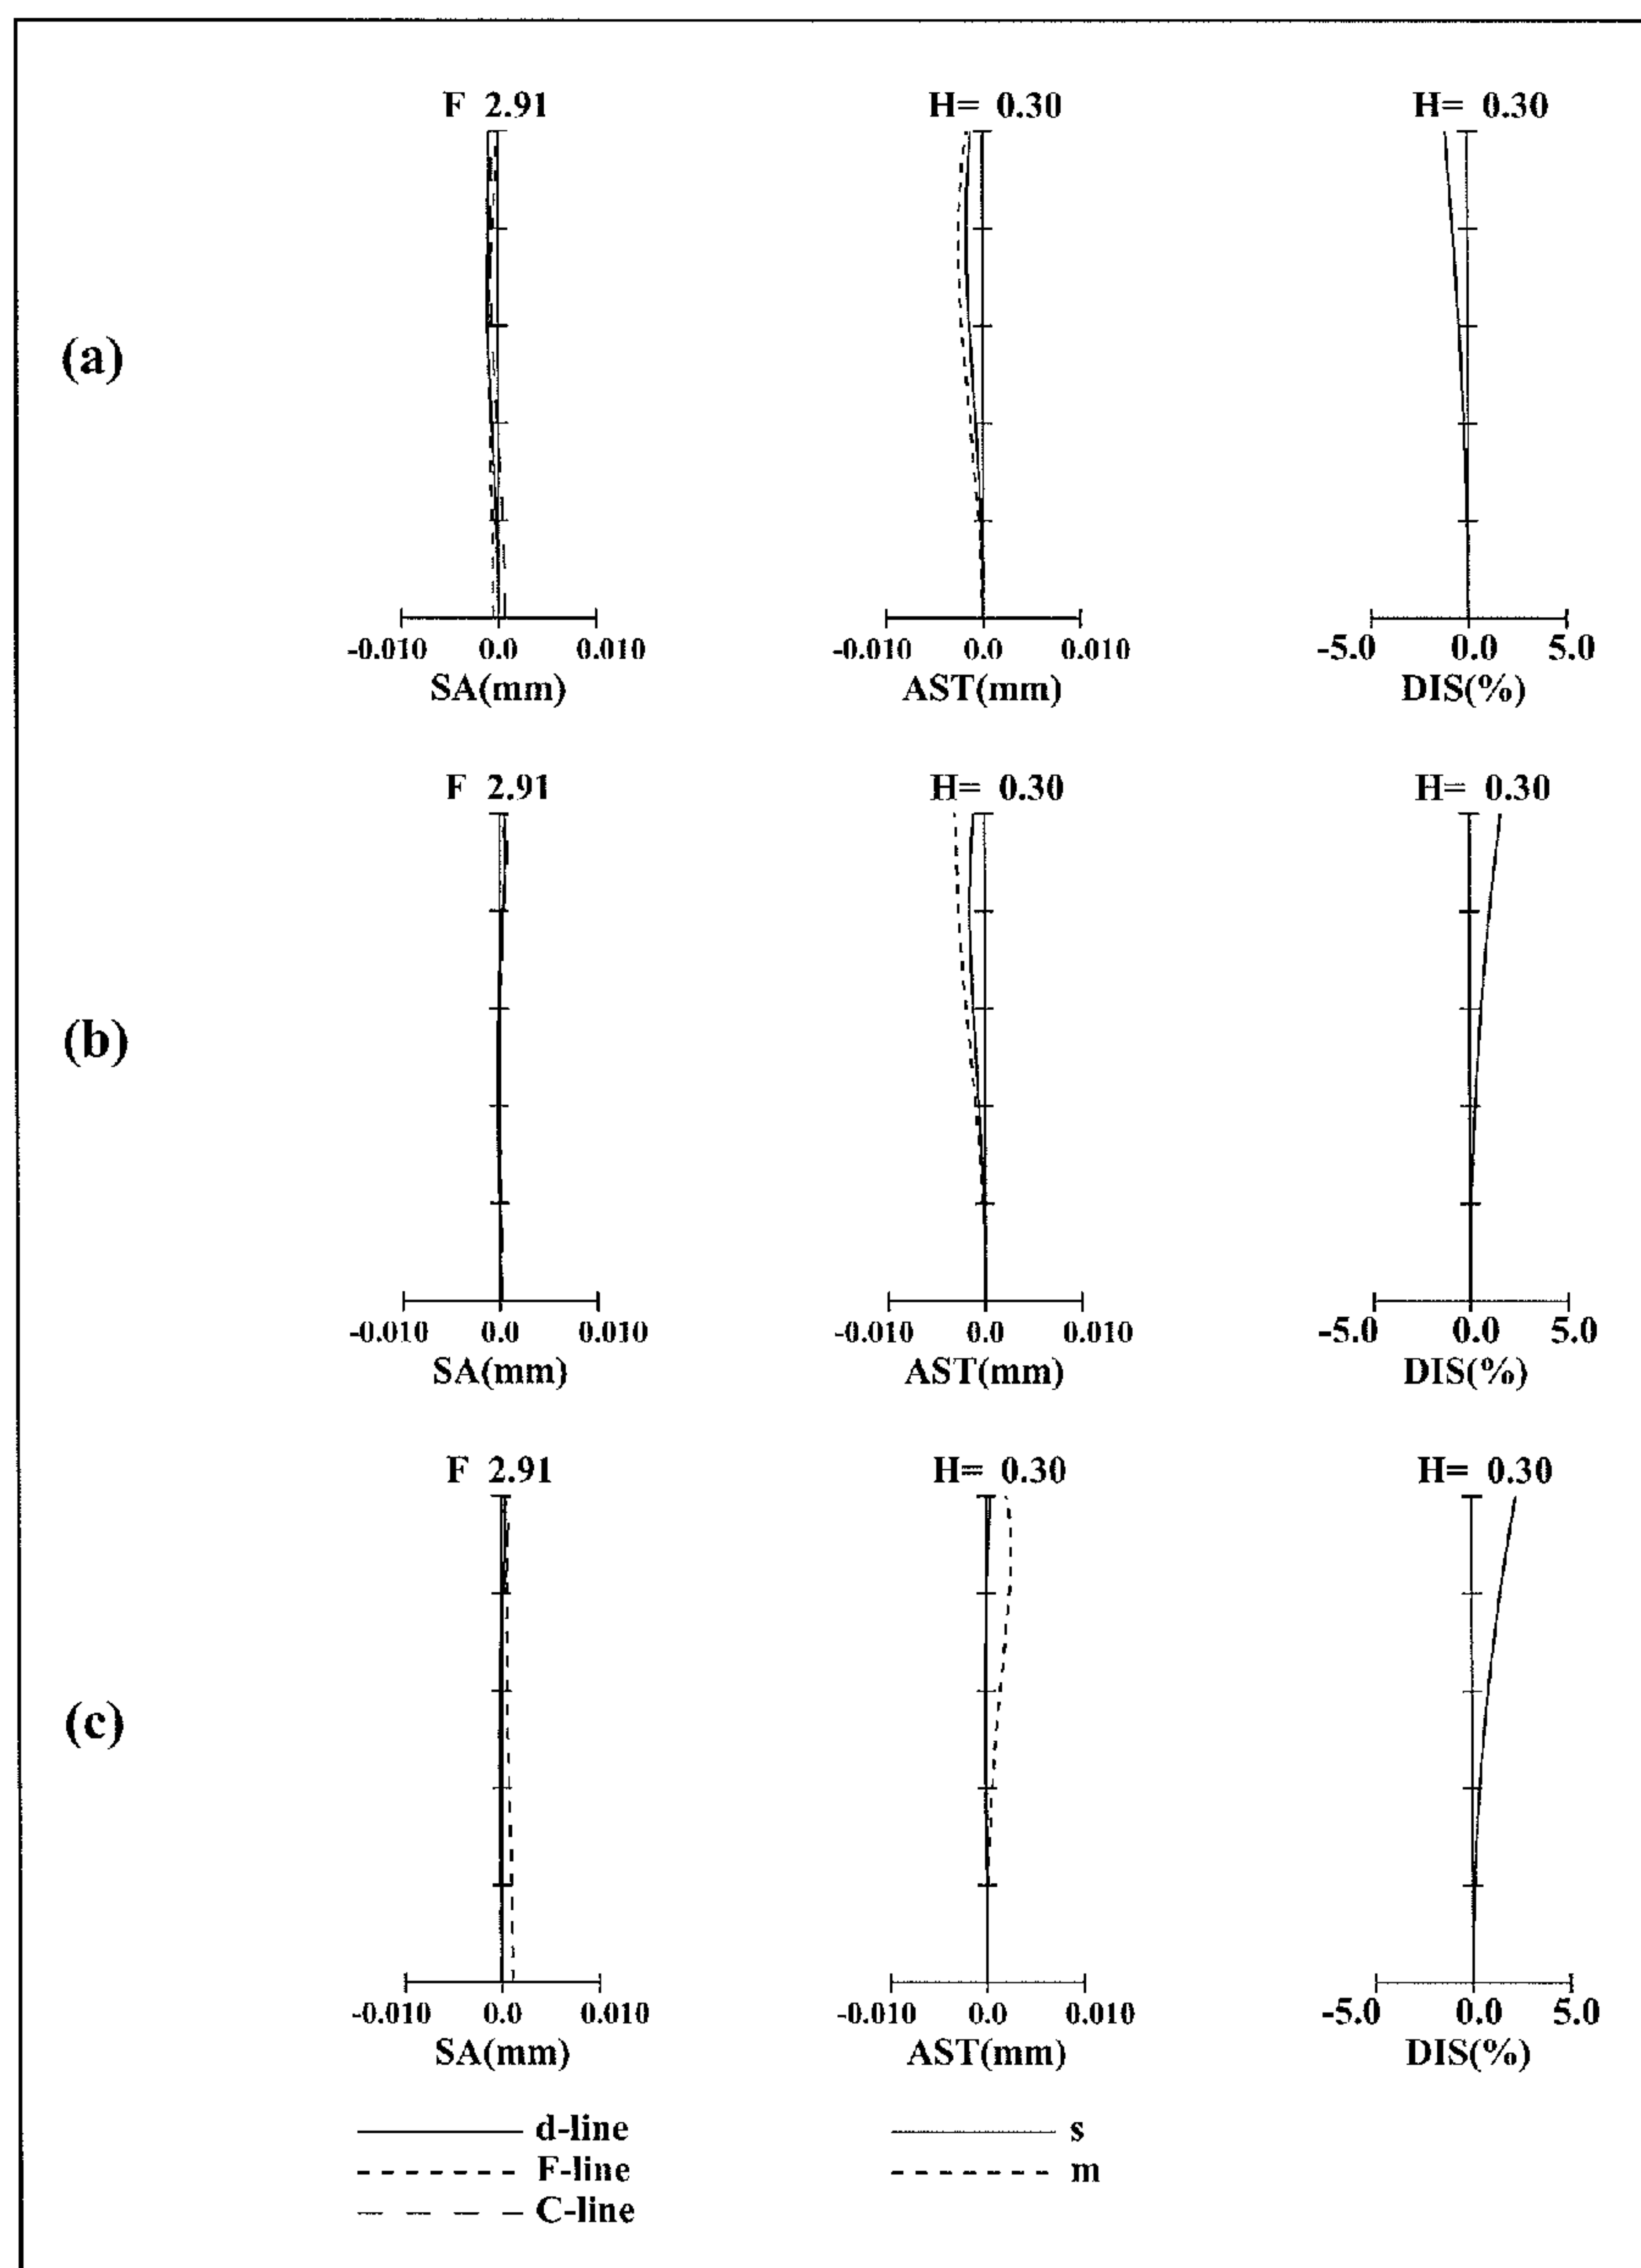 F 2.91 H= 0.30 H= 0.30
(a)
-0.010 0.0 0.010 -0.010 0.0 0.010 -5.0 0.0 5.0
SA(mm) AST(mm) DIS(%)
F 2.91 H= 0.30 H= 0.30
(b)
-0.010 0.0 0.010 -0.010 0.0 0.010 -5.0 0.0 5.0
SA(mm) AST(mm) DIS(%)
F 2.91 H= 0.30 H= 0.30
(c)
-0.010 0.0 0.010 -0.010 0.0 0.010 -5.0 0.0 5.0
SA(mm) AST(mm) DIS(%)
d-line s
F-line m
C-line